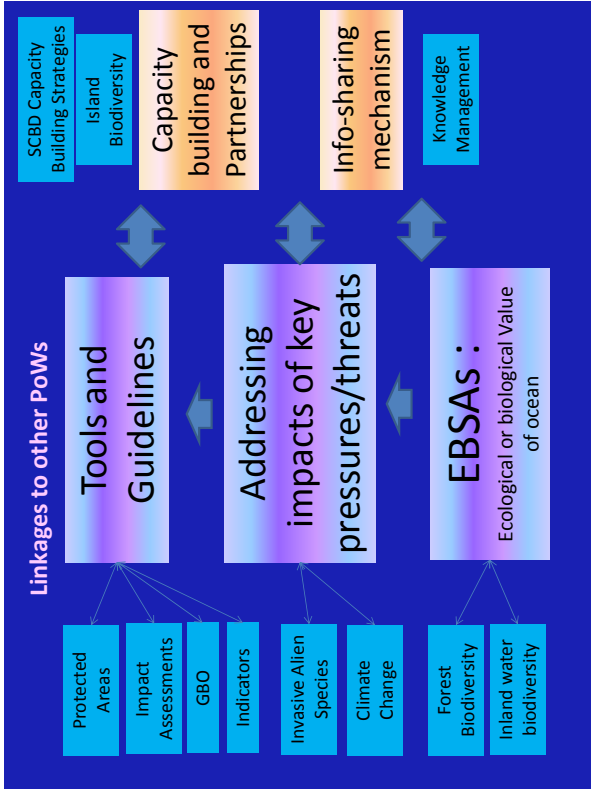 Linkages to other PoWs
Protected
Areas
Impact
Assessments
GBO
Indicators
Invasive Alien
Species
Climate
Change
Forest
Biodiversity
Inland water
biodiversity
Tools and
Guidelines
Addressing
impacts of key
pressures/threats
EBSAs :
Ecological or biological Value
of ocean
SCBD Capacity
Building Strategies
Island
Biodiversity
Capacity
building and
Partnerships
Info-sharing
mechanism
Knowledge
Management